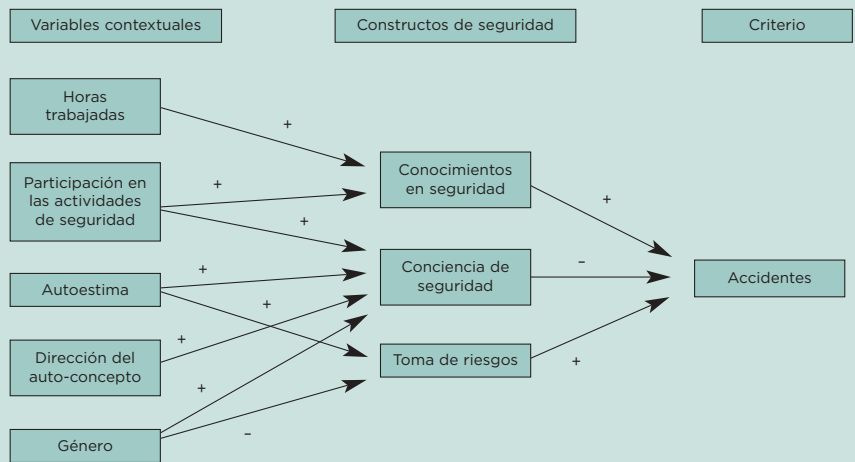 Variables contextuales
Constructos de seguridad
Criterio
Horas
trabajadas
+
Conocimientos
en seguridad
Participación en
las actividades
de seguridad
+
+
+
Conciencia de
seguridad
–
Accidentes
Autoestima
+
+
Dirección del
auto-concepto
+
Toma de riesgos
+
+
–
Género